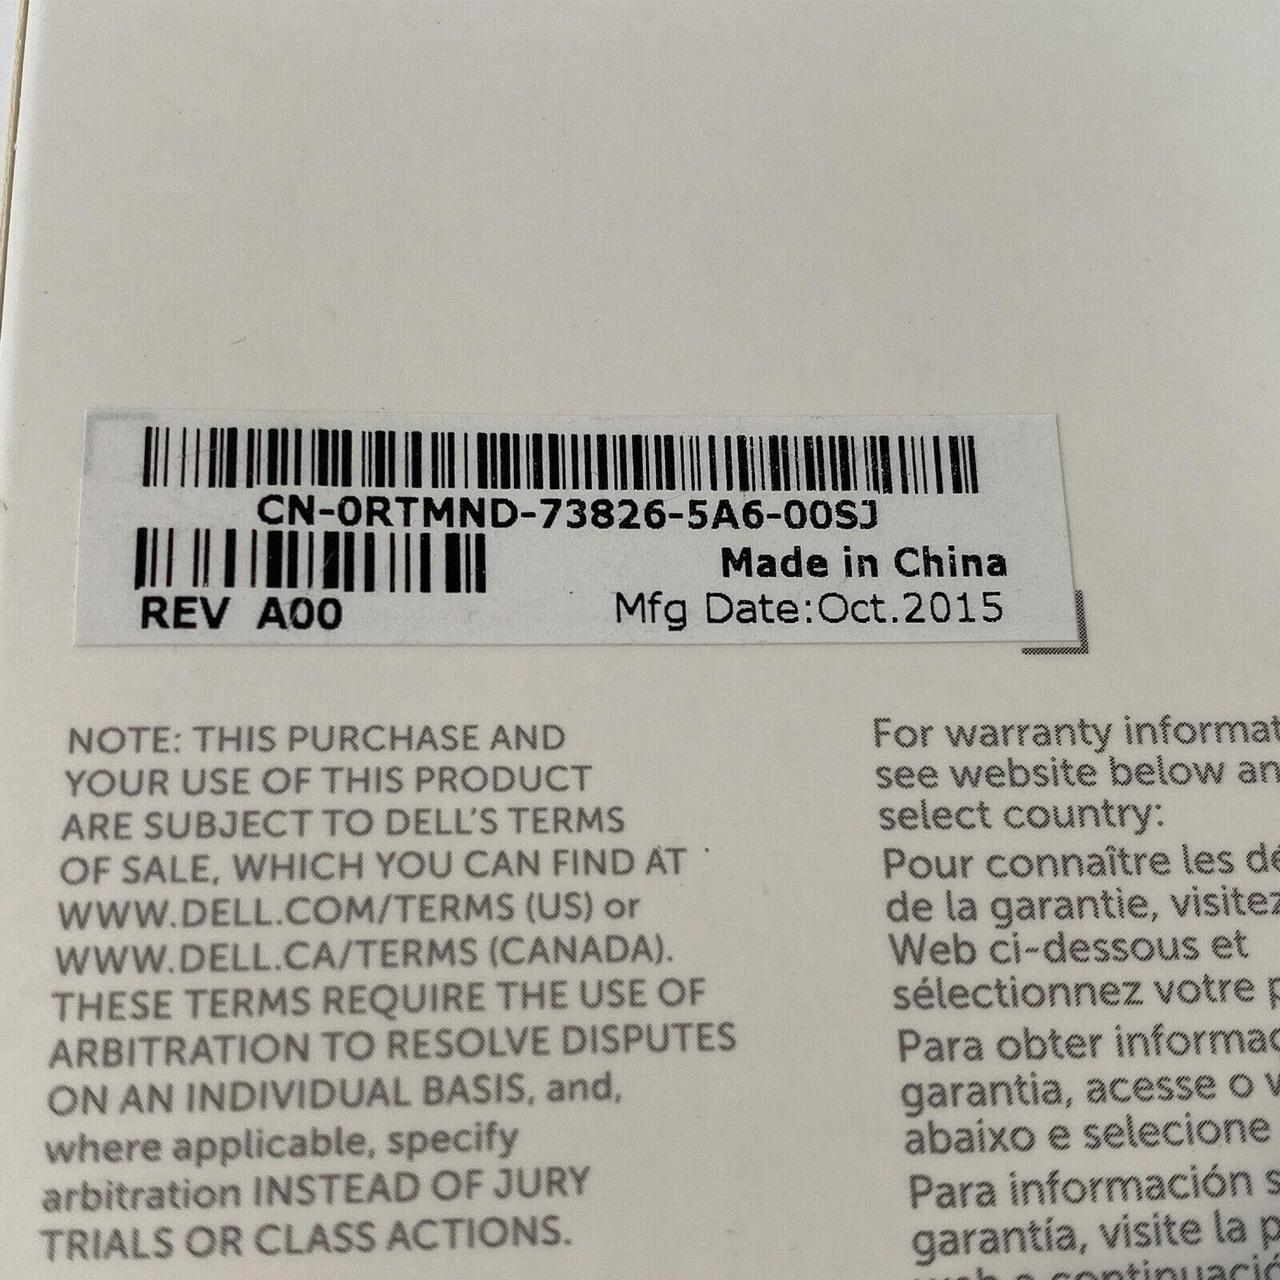 CN-0RTMND-73826-5A6-00SJ
Made in China
REV A00
Mfg Date:Oct.2015
NOTE: THIS PURCHASE AND
YOUR USE OF THIS PRODUCT
ARE SUBJECT TO DELL'S TERMS
OF SALE, WHICH YOU CAN FIND AT
WWW.DELL.COM/TERMS (US) or
WWW.DELL.CA/TERMS (CANADA).
THESE TERMS REQUIRE THE USE OF
ARBITRATION TO RESOLVE DISPUTES
ON AN INDIVIDUAL BASIS, and,
where applicable, specify
arbitration INSTEAD OF JURY
TRIALS OR CLASS ACTIONS.
For warranty
see website below
select country:
Pour connaître les
de la garantie, visitez
Web ci-dessous et
sélectionnez votre
Para obter
garantia, acesse o
abaixo e selecione
Para información
garantía, visite la